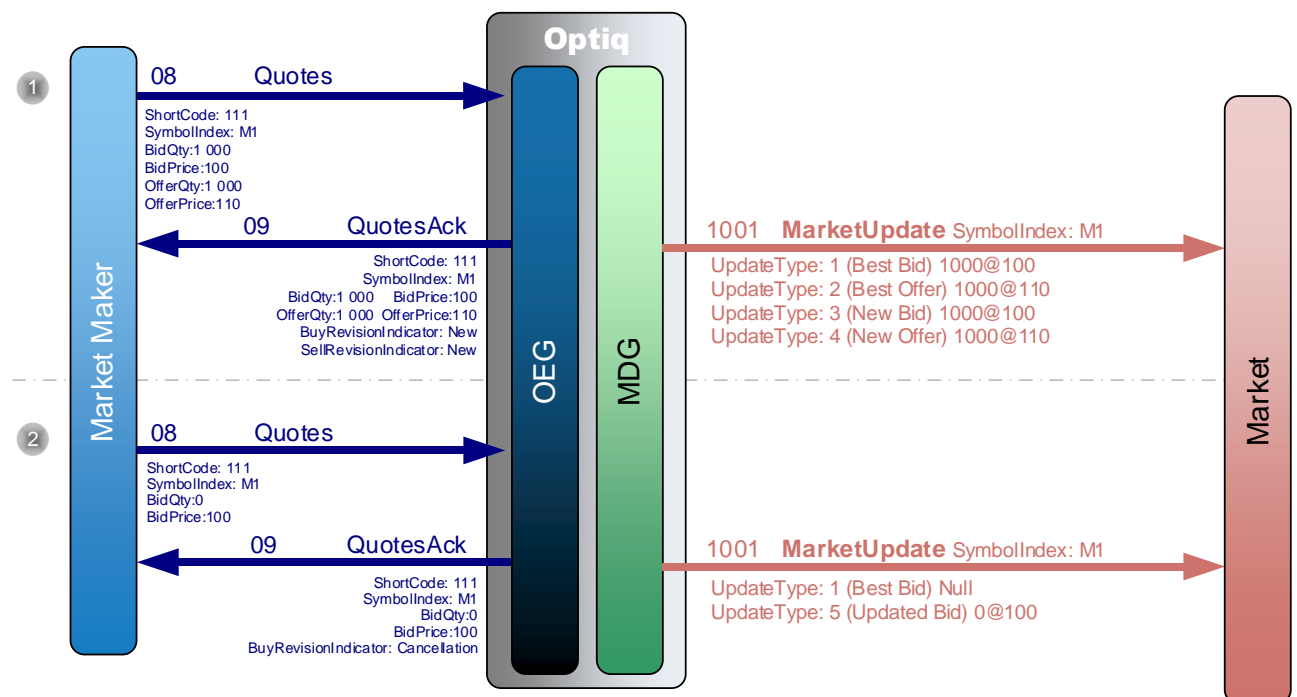 Optiq
1
08 Quotes
ShortCode: 111
SymbolIndex: M1
BidQty:1 000
BidPrice:100
OfferQty:1 000
OfferPrice:110
09 QuotesAck
ShortCode: 111
SymbolIndex: M1
BidQty:1 000 BidPrice:100
OfferQty:1 000 OfferPrice:110
BuyRevisionIndicator: New
SellRevisionIndicator: New
1001 MarketUpdate SymbolIndex: M1
UpdateType: 1 (Best Bid) 1000@100
UpdateType: 2 (Best Offer) 1000@110
UpdateType: 3 (New Bid) 1000@100
UpdateType: 4 (New Offer) 1000@110
Market Maker
OEG
MDG
Market
2
08 Quotes
ShortCode: 111
SymbolIndex: M1
BidQty:0
BidPrice:100
09 QuotesAck
ShortCode: 111
SymbolIndex: M1
BidQty:0
BidPrice:100
BuyRevisionIndicator: Cancellation
1001 MarketUpdate SymbolIndex: M1
UpdateType: 1 (Best Bid) Null
UpdateType: 5 (Updated Bid) 0@100